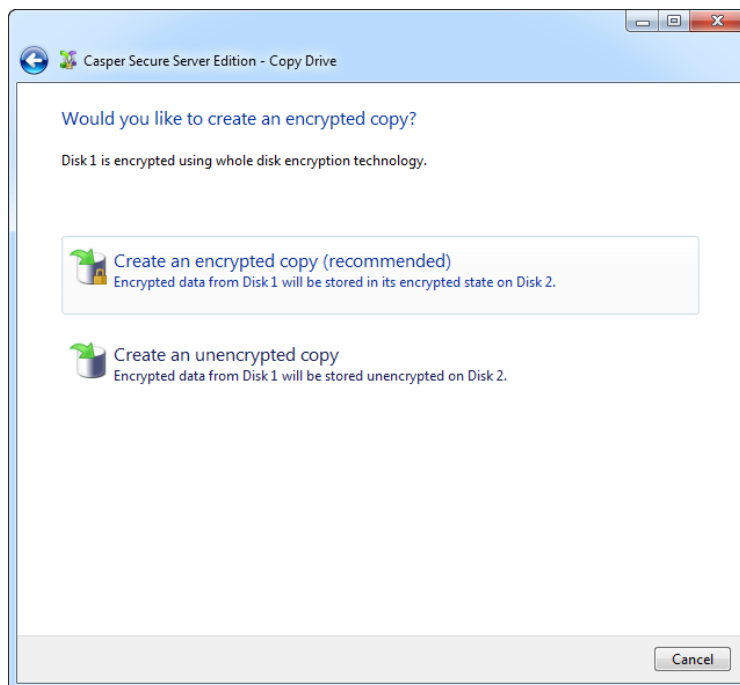 Casper Secure Server Edition - Copy Drive
Would you like to create an encrypted copy?
Disk 1 is encrypted using whole disk encryption technology.
Create an encrypted copy (recommended)
Encrypted data from Disk 1 will be stored in its encrypted state on Disk 2.
Create an unencrypted copy
Encrypted data from Disk 1 will be stored unencrypted on Disk 2.
Cancel